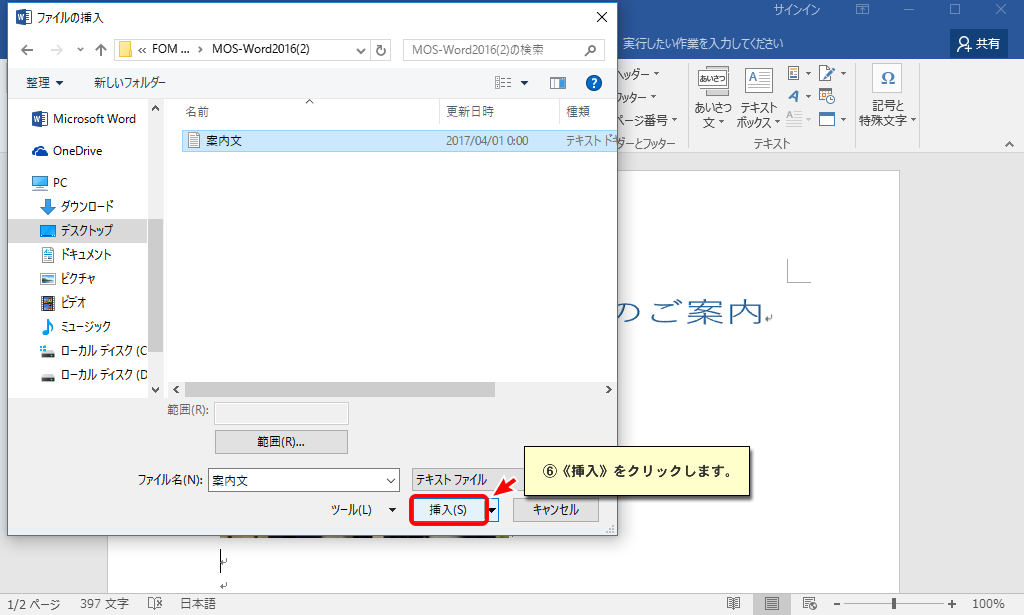 ファイルの挿入
サインイン
« FOM ... › MOS-Word2016(2)
MOS-Word2016(2)の検索
実行したい作業を入力してください
共有
整理
新しいフォルダー
Microsoft Word
OneDrive
PC
ダウンロード
デスクトップ
ドキュメント
ピクチャ
ビデオ
ミュージック
ローカル ディスク (C
ローカル ディスク (D
名前
更新日時
種類
案内文
2017/04/01 0:00
テキスト ドキ
ヘッダー
フッター
ページ番号
ダーとフッター
あいさつ
あいさつ
文
テキスト
ボックス
テキスト
記号と
特殊文字
のご案内
範囲(R):
範囲(R)...
ファイル名(N):
案内文
テキスト ファイル
ツール(L)
挿入(S)
キャンセル
⑥《挿入》をクリックします。
1/2 ページ
397 文字
日本語
100%